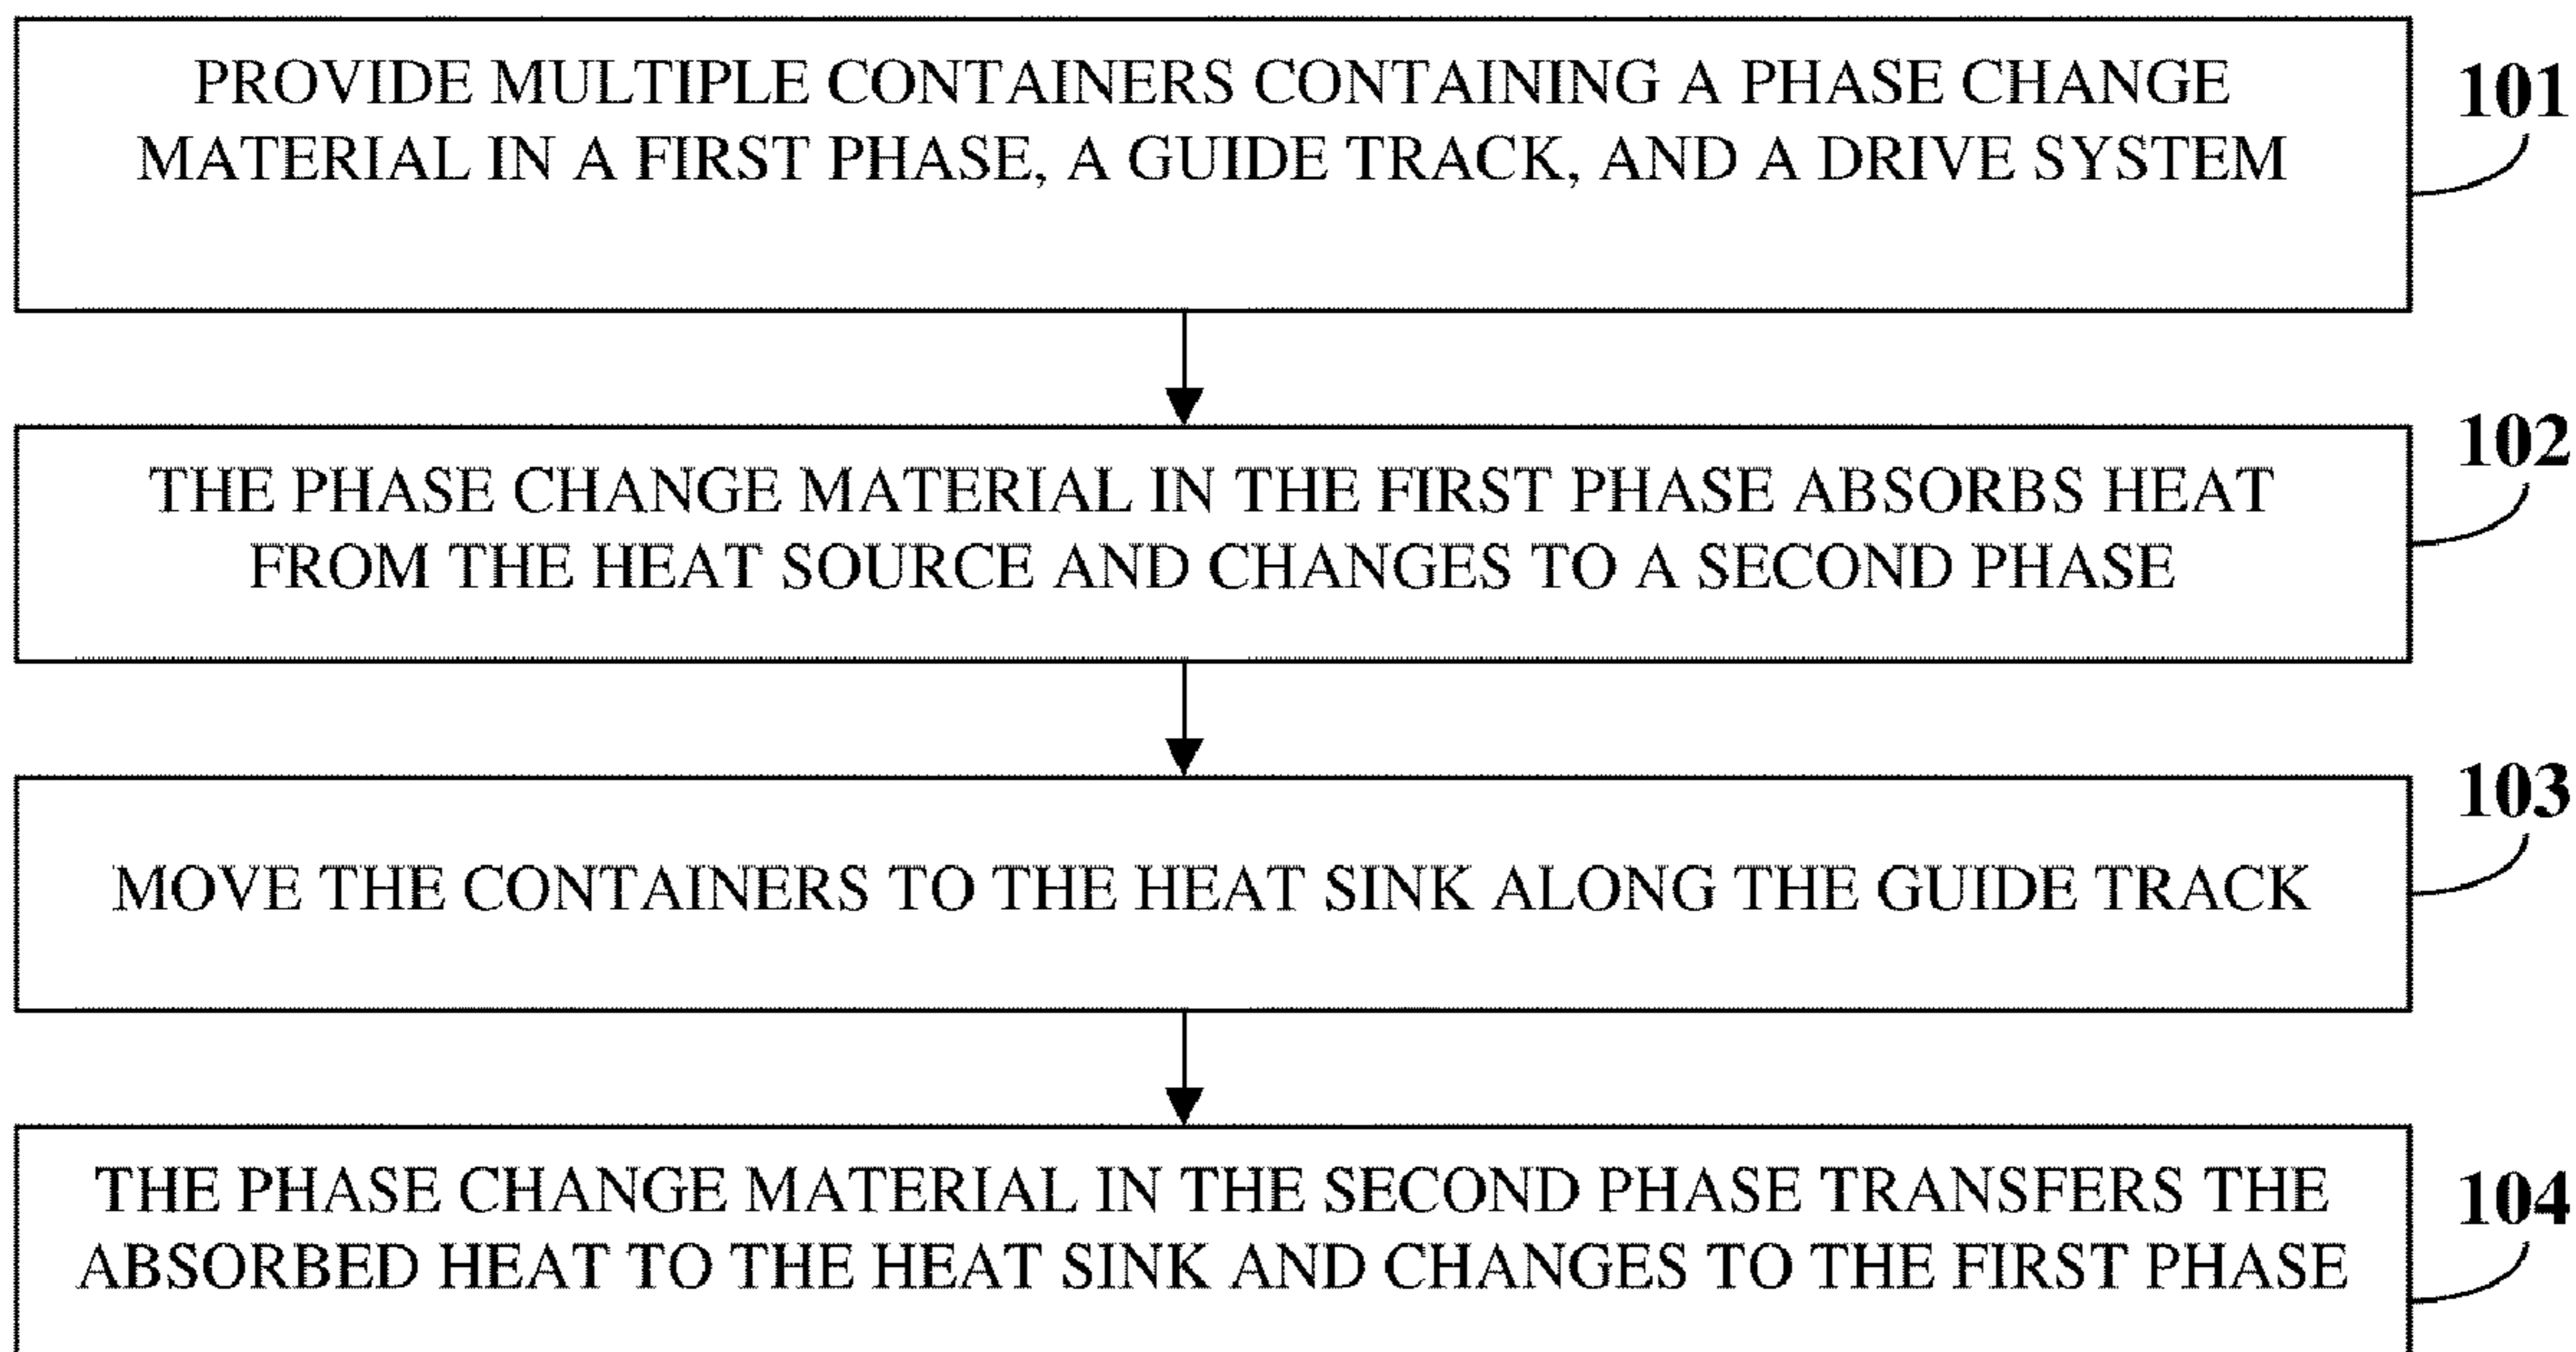 PROVIDE MULTIPLE CONTAINERS CONTAINING A PHASE CHANGE
MATERIAL IN A FIRST PHASE, A GUIDE TRACK, AND A DRIVE SYSTEM
101
THE PHASE CHANGE MATERIAL IN THE FIRST PHASE ABSORBS HEAT
FROM THE HEAT SOURCE AND CHANGES TO A SECOND PHASE
102
MOVE THE CONTAINERS TO THE HEAT SINK ALONG THE GUIDE TRACK
103
THE PHASE CHANGE MATERIAL IN THE SECOND PHASE TRANSFERS THE
ABSORBED HEAT TO THE HEAT SINK AND CHANGES TO THE FIRST PHASE
104